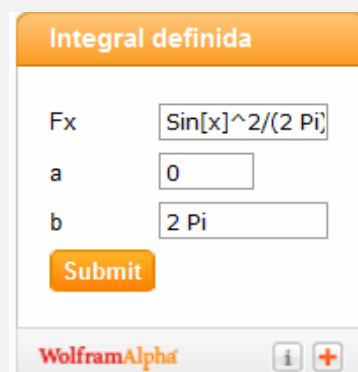 Integral definida
Fx Sin[x]^2/(2 Pi)
a 0
b 2 Pi
Submit
WolframAlpha i +